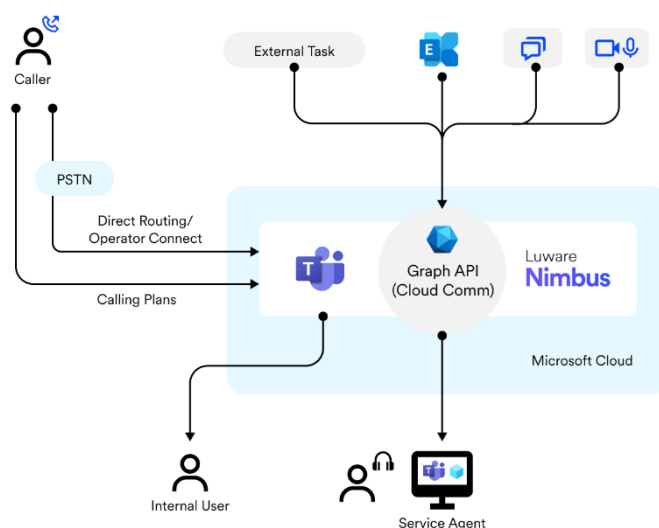 Caller
External Task
E
PSTN
Direct Routing/
Operator Connect
Calling Plans
T
Graph API
(Cloud Comm)
Luware
Nimbus
Microsoft Cloud
Internal User
Service Agent